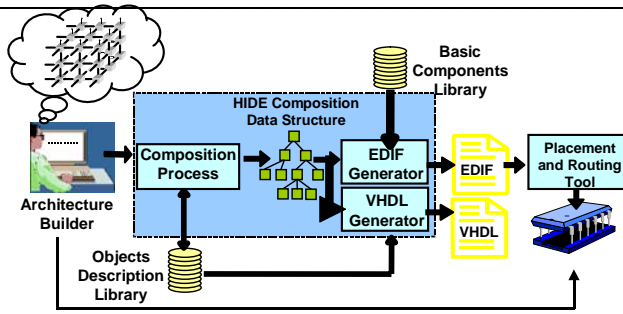 Basic
Components
Library
HIDE Composition
Data Structure
Composition
Process
EDIF
Generator
EDIF
Placement
and Routing
Tool
Architecture
Builder
VHDL
Generator
VHDL
Objects
Description
Library